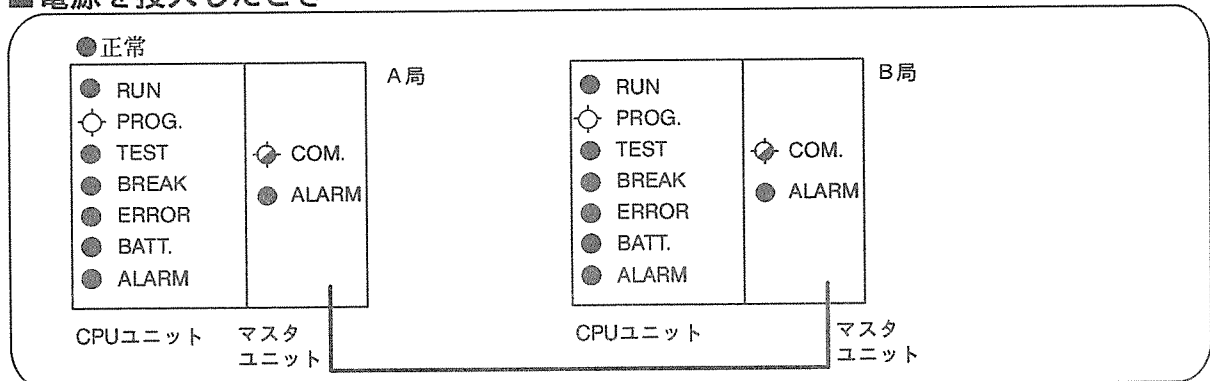 ■電源を投入したとき
●正常
A局
RUN
PROG.
TEST
BREAK
ERROR
BATT.
ALARM
COM.
ALARM
CPUユニット
マスタ
ユニット
B局
RUN
PROG.
TEST
BREAK
ERROR
BATT.
ALARM
COM.
ALARM
CPUユニット
マスタ
ユニット